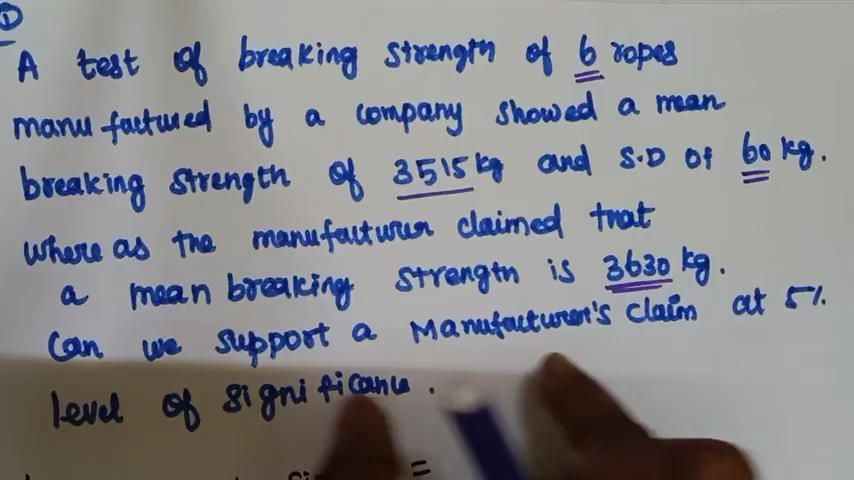 ①
A test of breaking strength of 6 ropes
manufactured by a company showed a mean
breaking strength of 3515 kg and S.D of 60 kg.
where as the manufacturer claimed that
a mean breaking strength is 3630 kg.
Can we support a Manufacturer's claim at 5%
level of significance.
=